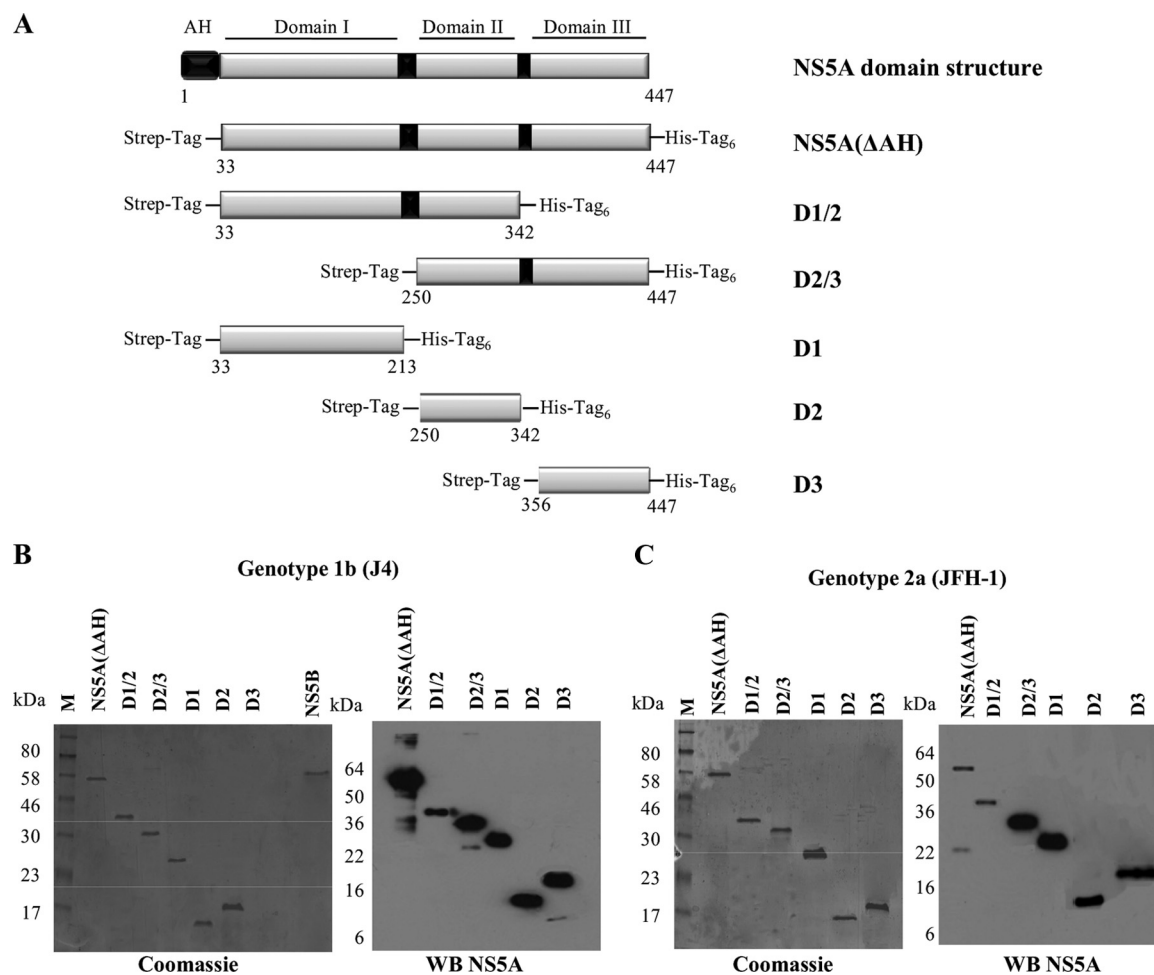 A
AH Domain I Domain II Domain III
NS5A domain structure
1 447
Strep-Tag His-Tag6 NS5A(ΔAH)
33 447
Strep-Tag His-Tag6 D1/2
33 342
Strep-Tag His-Tag6 D2/3
250 447
Strep-Tag His-Tag6 D1
33 213
Strep-Tag His-Tag6 D2
250 342
Strep-Tag His-Tag6 D3
356 447
B
Genotype 1b (J4)
kDa M NS5A(ΔAH) D1/2 D2/3 D1 D2 D3 NS5B
80
58
46
30
23
17
Coomassie
kDa NS5A(ΔAH) D1/2 D2/3 D1 D2 D3
64
50
36
22
16
6
WB NS5A
C
Genotype 2a (JFH-1)
kDa M NS5A(ΔAH) D1/2 D2/3 D1 D2 D3
80
58
46
30
23
17
Coomassie
kDa NS5A(ΔAH) D1/2 D2/3 D1 D2 D3
64
50
36
22
16
6
WB NS5A